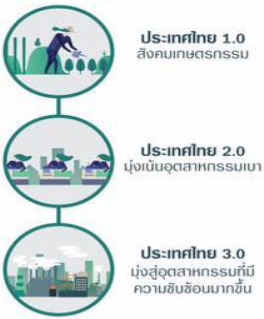 ประเทศไทย 1.0
สังคมเกษตรกรรม
ประเทศไทย 2.0
มุ่งเน้นอุตสาหกรรมเบา
ประเทศไทย 3.0
มุ่งสู่อุตสาหกรรมที่มี
ความซับซ้อนมากขึ้น